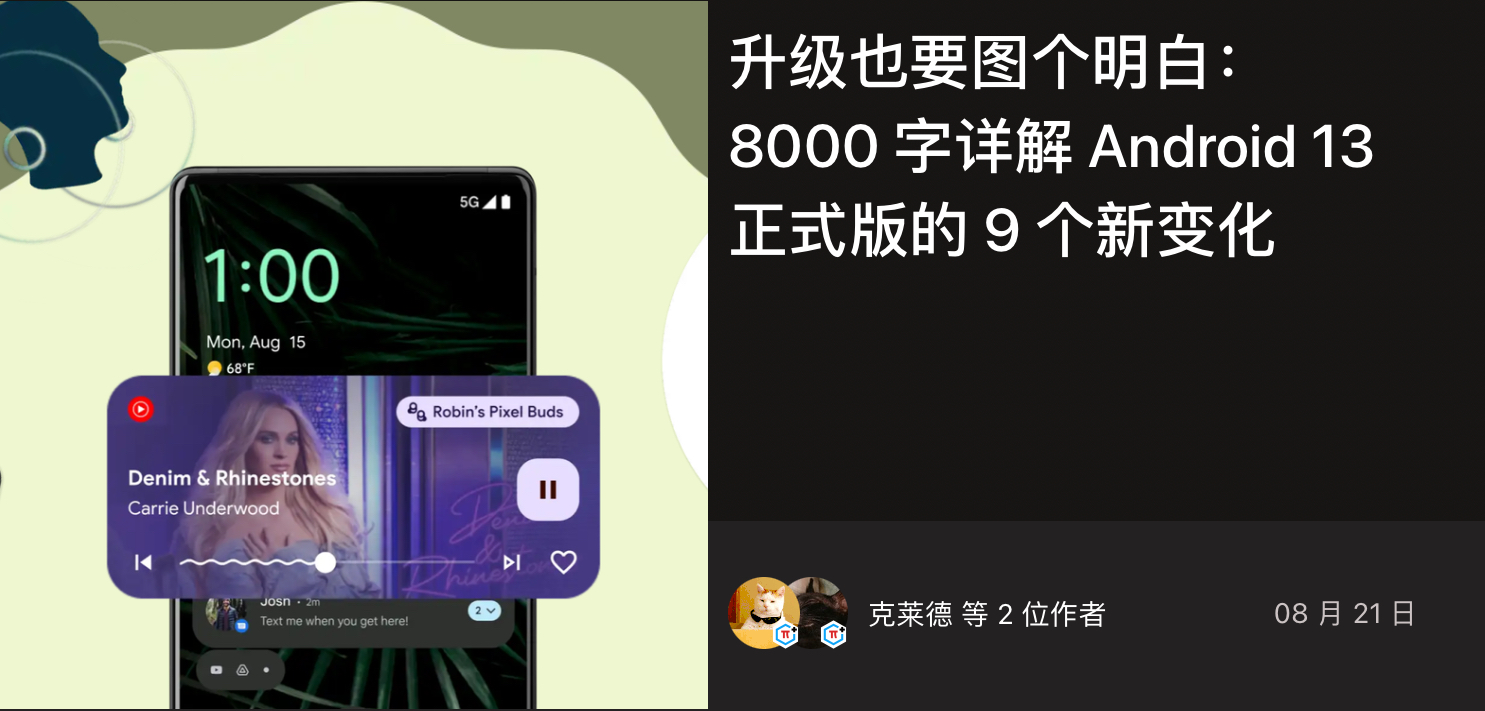 5G
1:00
Mon, Aug 15
68°F
Robin's Pixel Buds
Denim & Rhinestones
Carrie Underwood
Josh · 2m
Text me when you get here!
2
升级也要图个明白：
8000 字详解 Android 13
正式版的 9 个新变化
克莱德 等 2 位作者
08 月 21 日